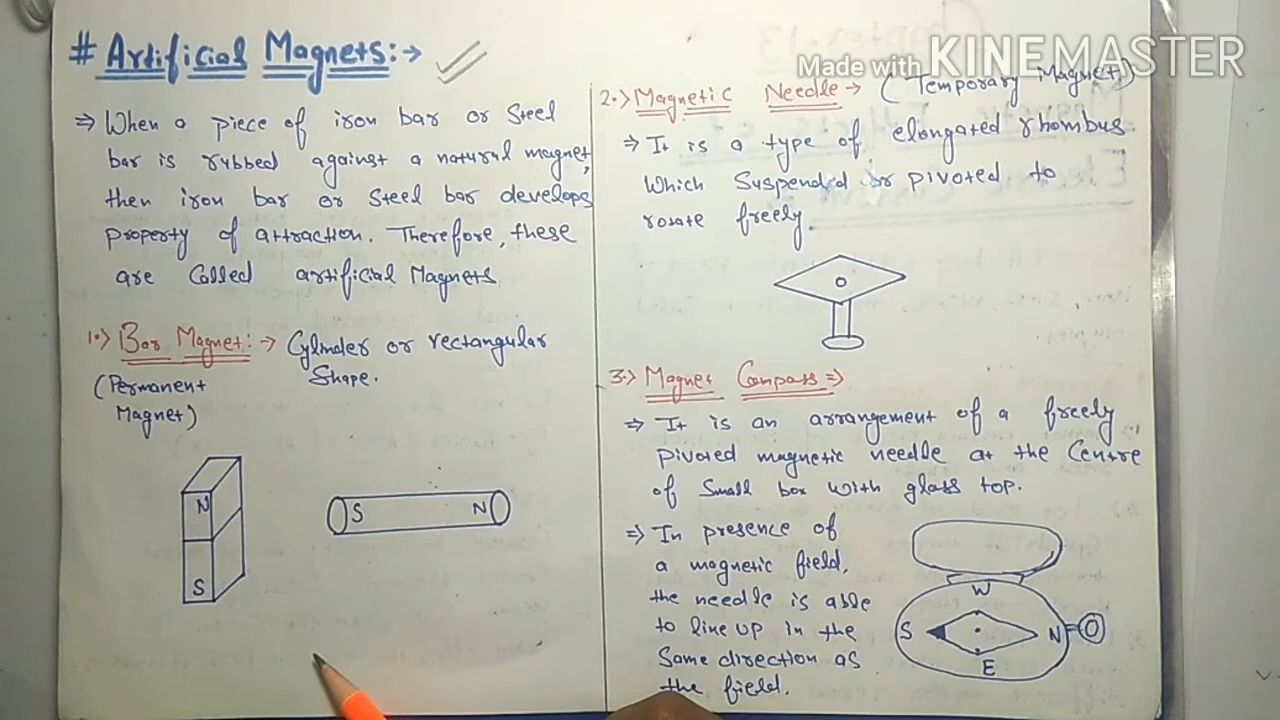 # Artificial Magnets:→
⇒ When a piece of iron bar or Steel
bar is rubbed against a natural magnet,
then iron bar or Steel bar develops
property of attraction. Therefore, these
are Called artificial Magnets.
1.) Bar Magnet: → Cylinder or rectangular
Shape.
(Permanent
Magnet)
N
S
S N
Made with KINEMASTER
2.) Magnetic Needle → (Temporary Magnet)
⇒ It is a type of elongated rhombus
Which Suspended or pivoted to
rotate freely.
3.) Magnet Compass ⇒
⇒ It is an arrangement of a freely
pivoted magnetic needle at the Centre
of Small box with glass top.
⇒ In presence of
a magnetic field,
the needle is able
to line up in the
Same direction as
the field.
W
S N
E